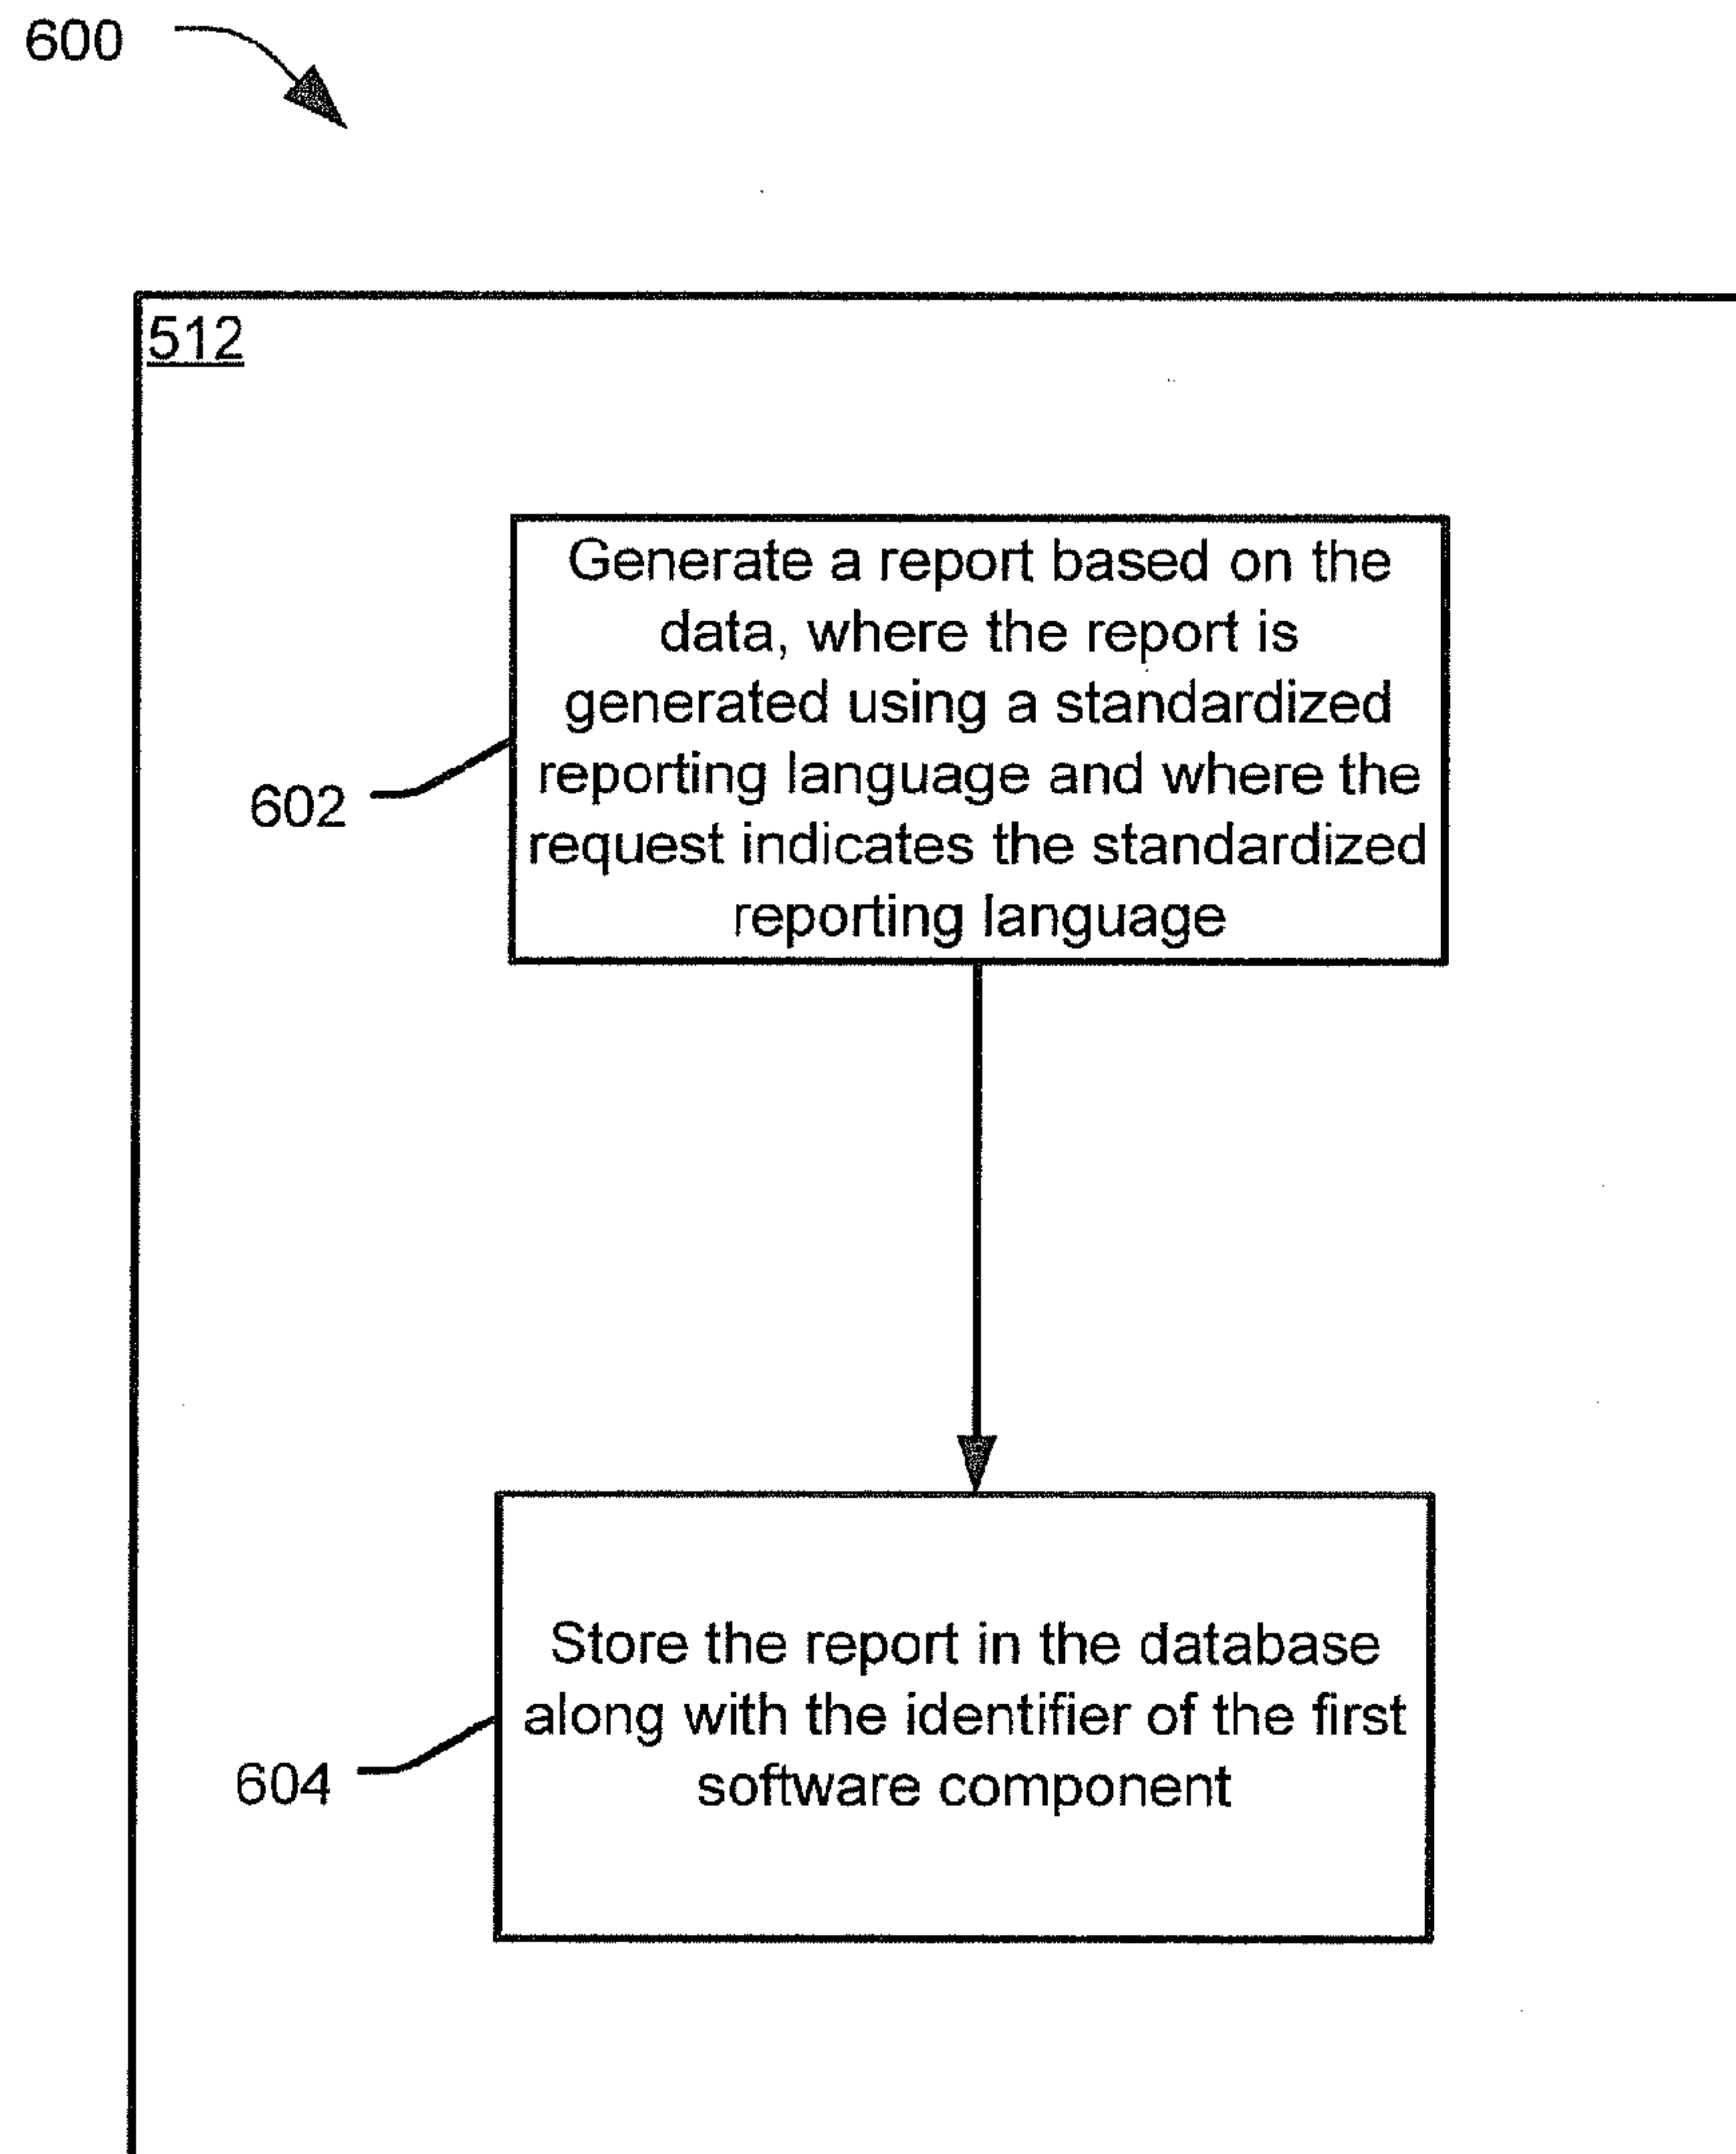 600
512
Generate a report based on the
data, where the report is
generated using a standardized
reporting language and where the
request indicates the standardized
reporting language
602
Store the report in the database
along with the identifier of the first
software component
604